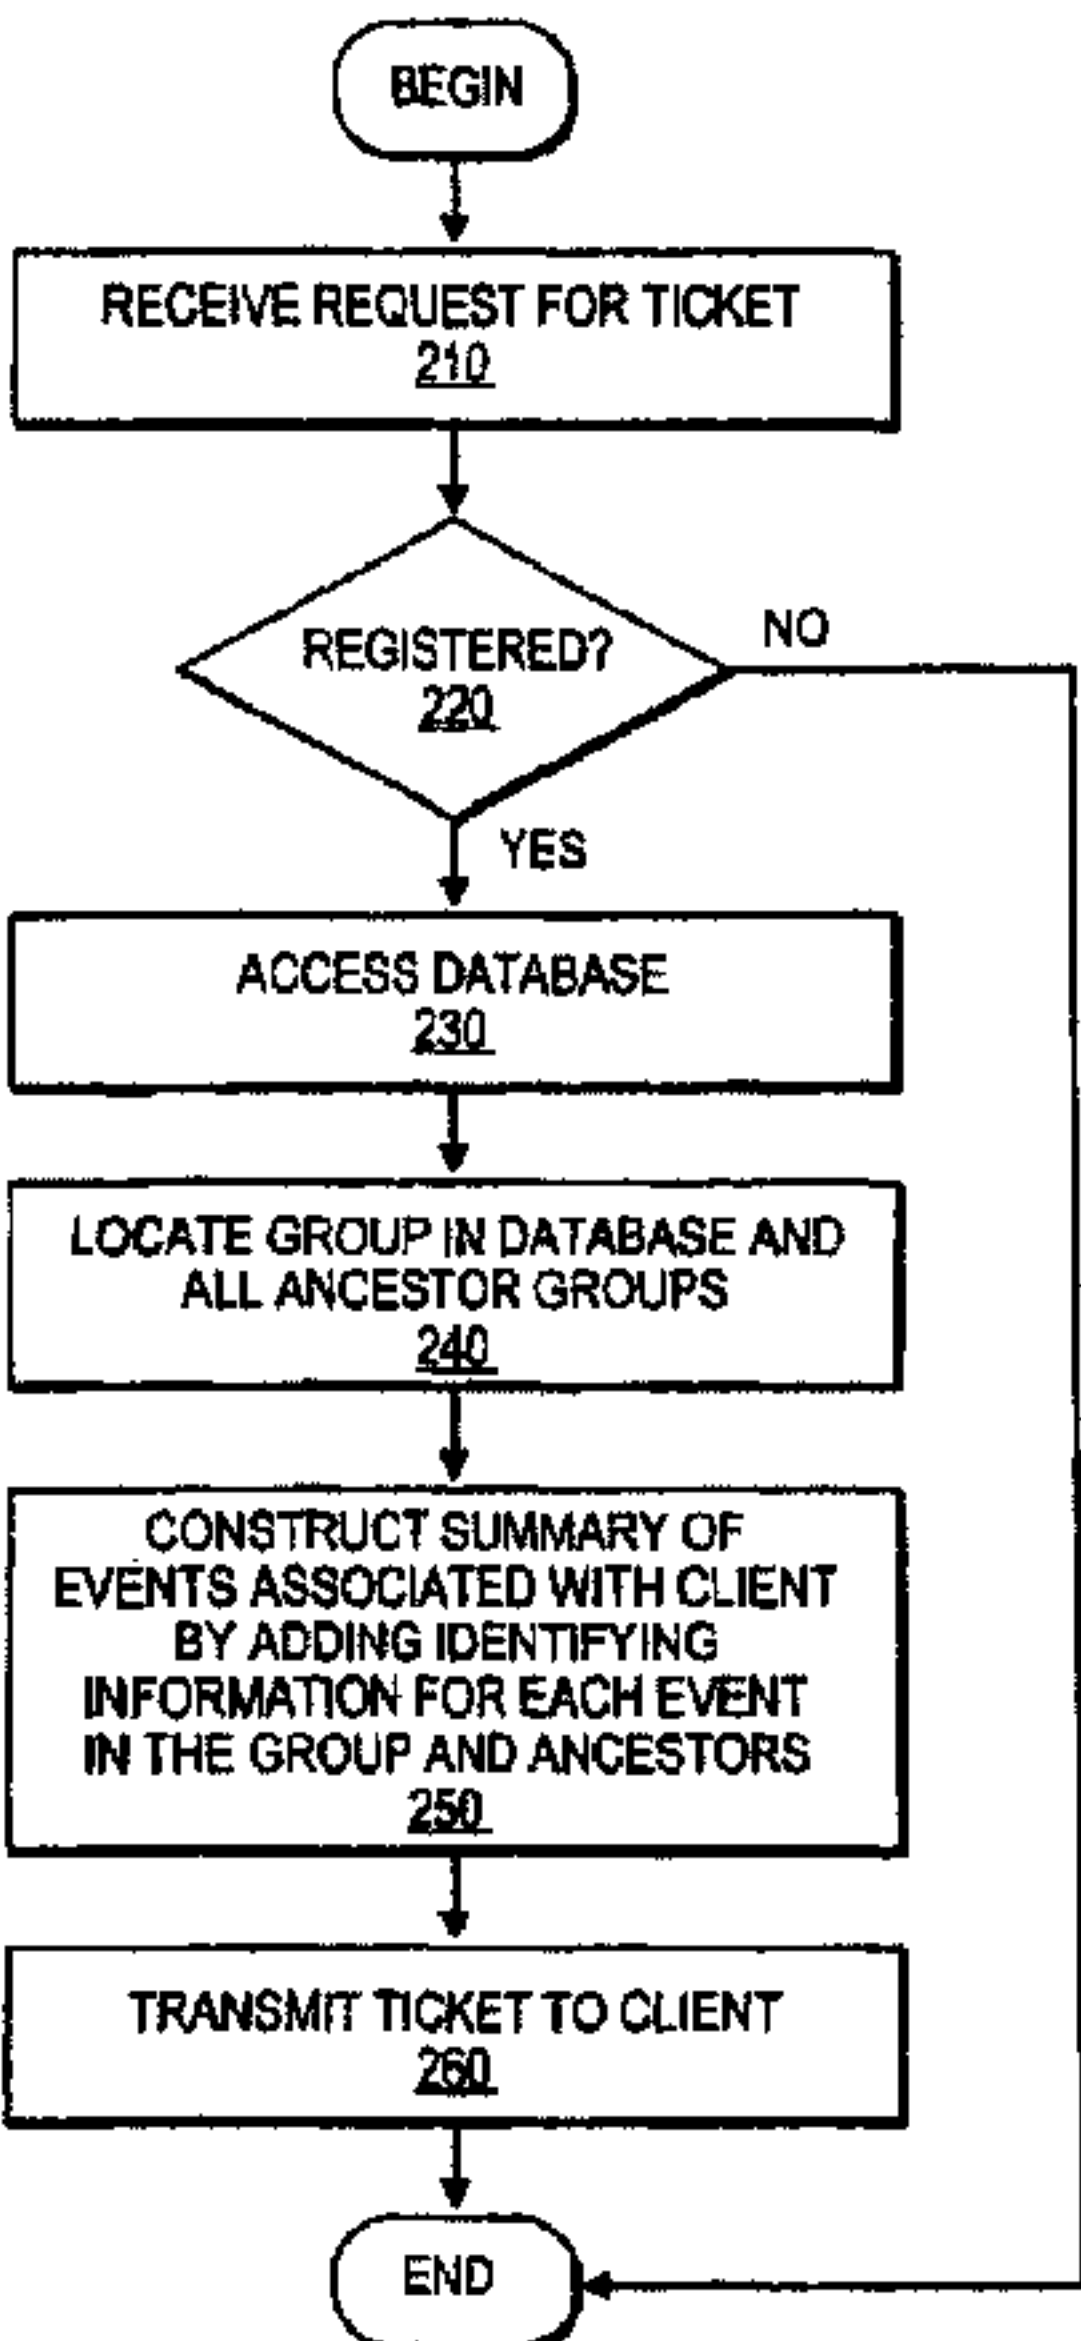 BEGIN
RECEIVE REQUEST FOR TICKET
210
REGISTERED?
220
NO
YES
ACCESS DATABASE
230
LOCATE GROUP IN DATABASE AND
ALL ANCESTOR GROUPS
240
CONSTRUCT SUMMARY OF
EVENTS ASSOCIATED WITH CLIENT
BY ADDING IDENTIFYING
INFORMATION FOR EACH EVENT
IN THE GROUP AND ANCESTORS
250
TRANSMIT TICKET TO CLIENT
260
END